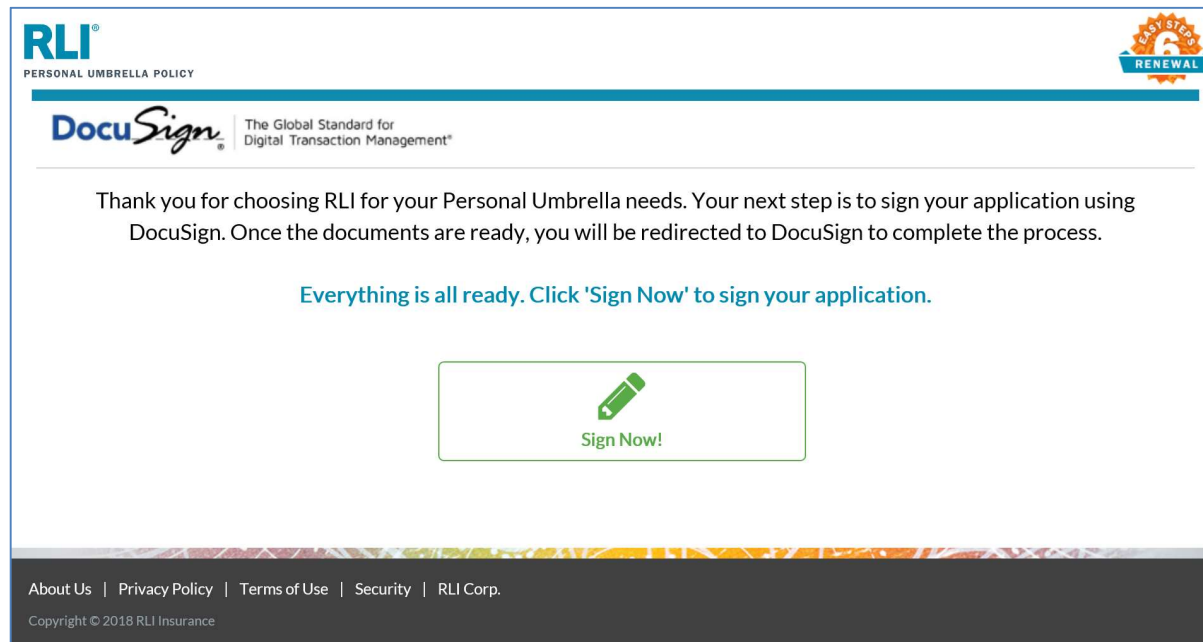 RLI®
PERSONAL UMBRELLA POLICY
EASY STEPS
6
RENEWAL
DocuSign® The Global Standard for
Digital Transaction Management®
Thank you for choosing RLI for your Personal Umbrella needs. Your next step is to sign your application using
DocuSign. Once the documents are ready, you will be redirected to DocuSign to complete the process.
Everything is all ready. Click 'Sign Now' to sign your application.
Sign Now!
About Us | Privacy Policy | Terms of Use | Security | RLI Corp.
Copyright © 2018 RLI Insurance